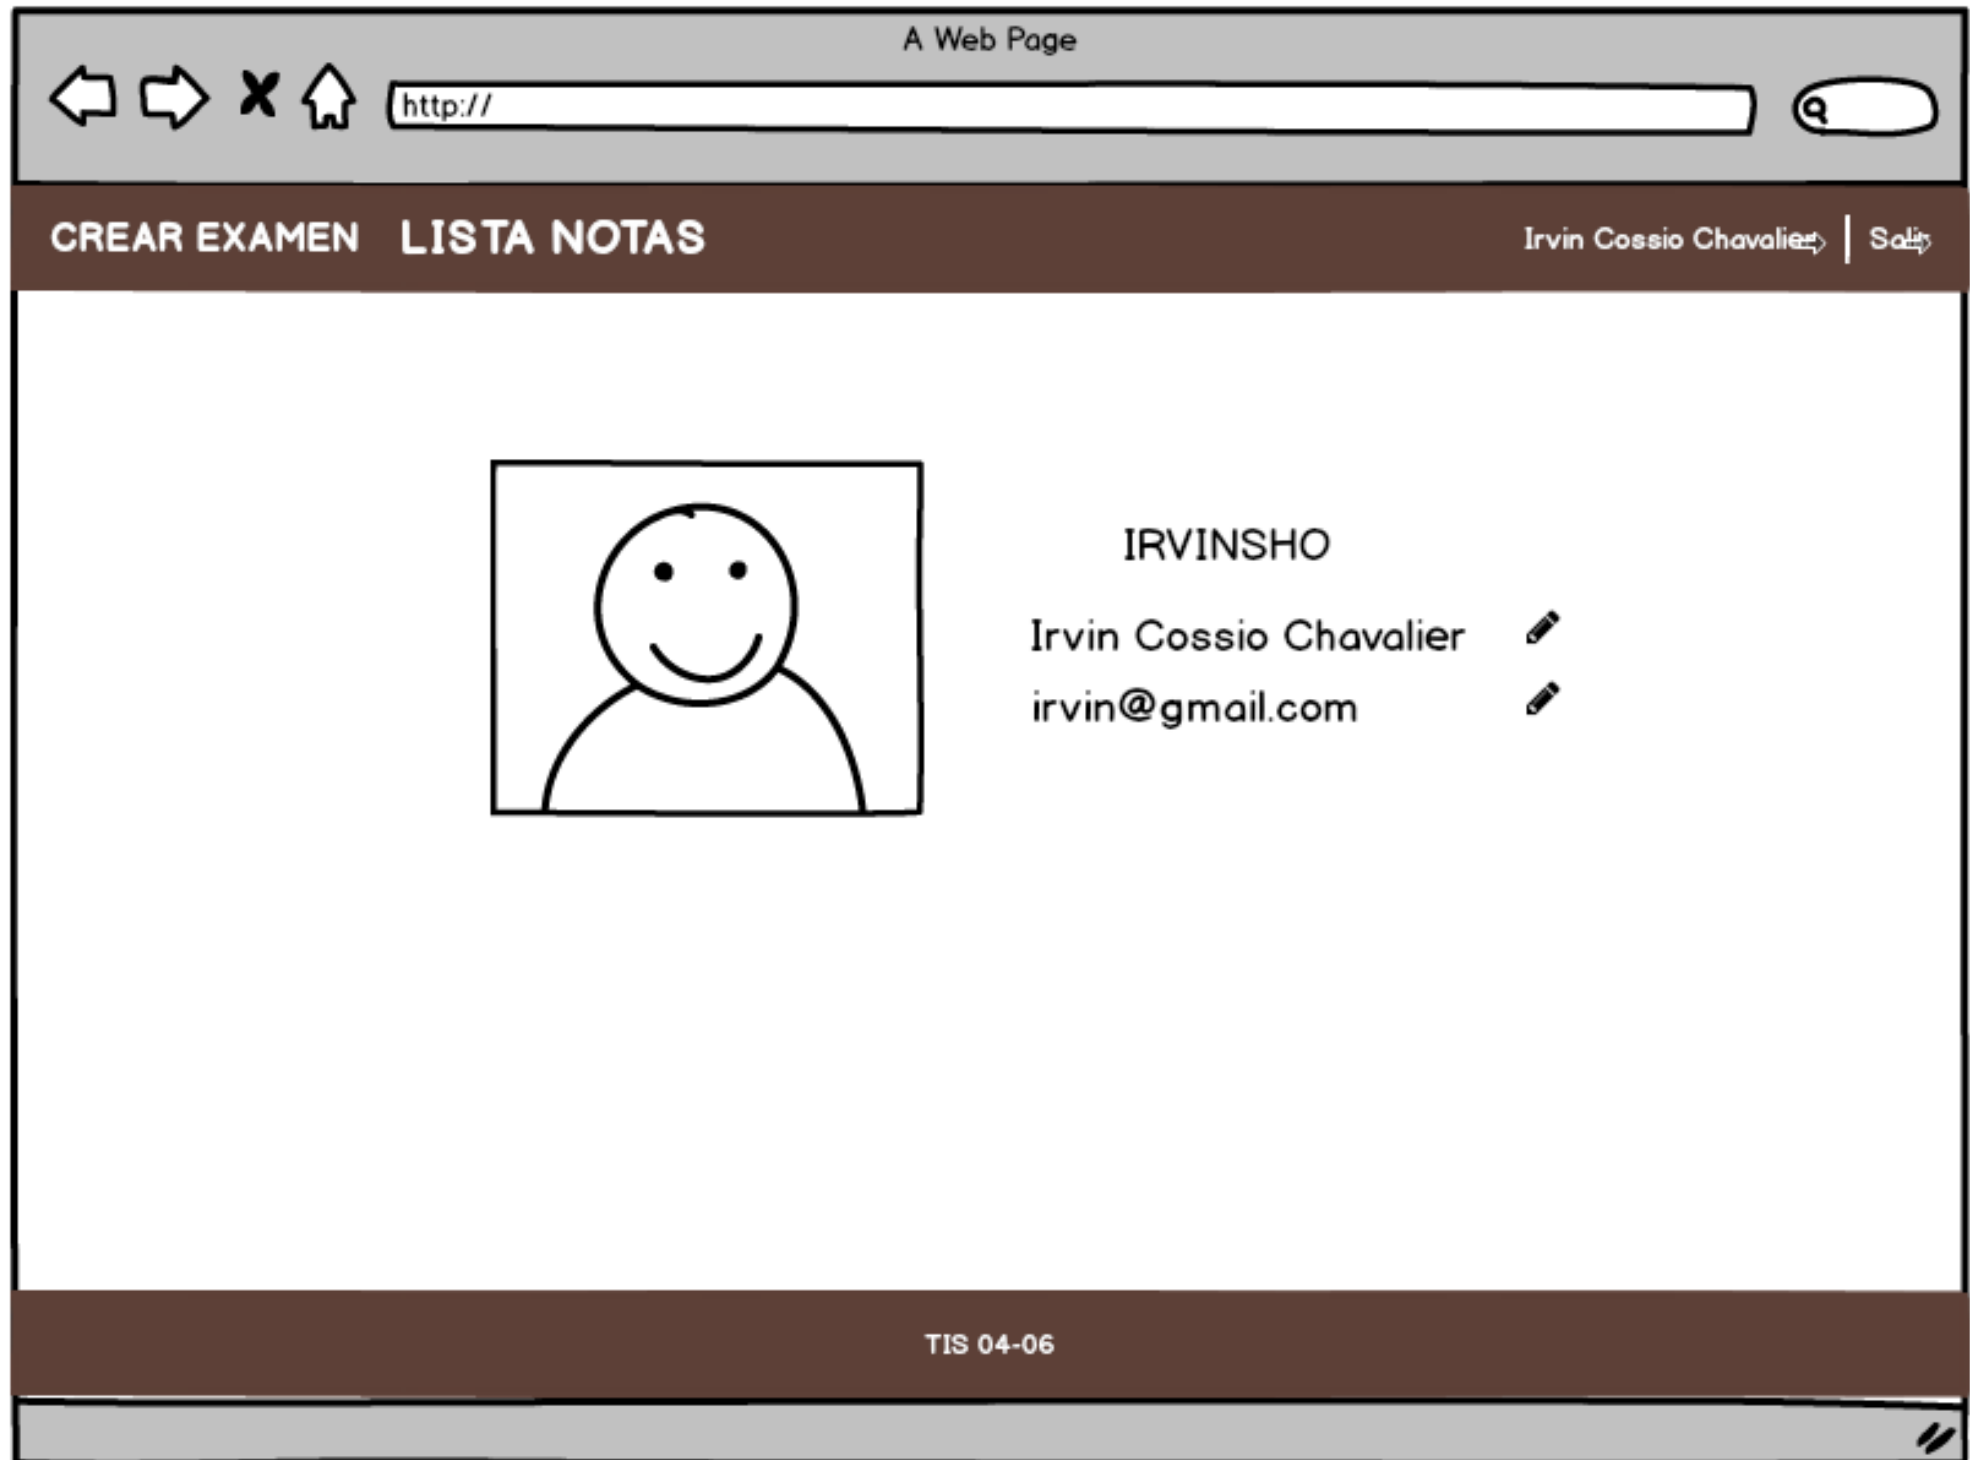 A Web Page
http://
CREAR EXAMEN LISTA NOTAS Irvin Cossio Chavalier Salir
IRVINSHO
Irvin Cossio Chavalier
irvin@gmail.com
TIS 04-06